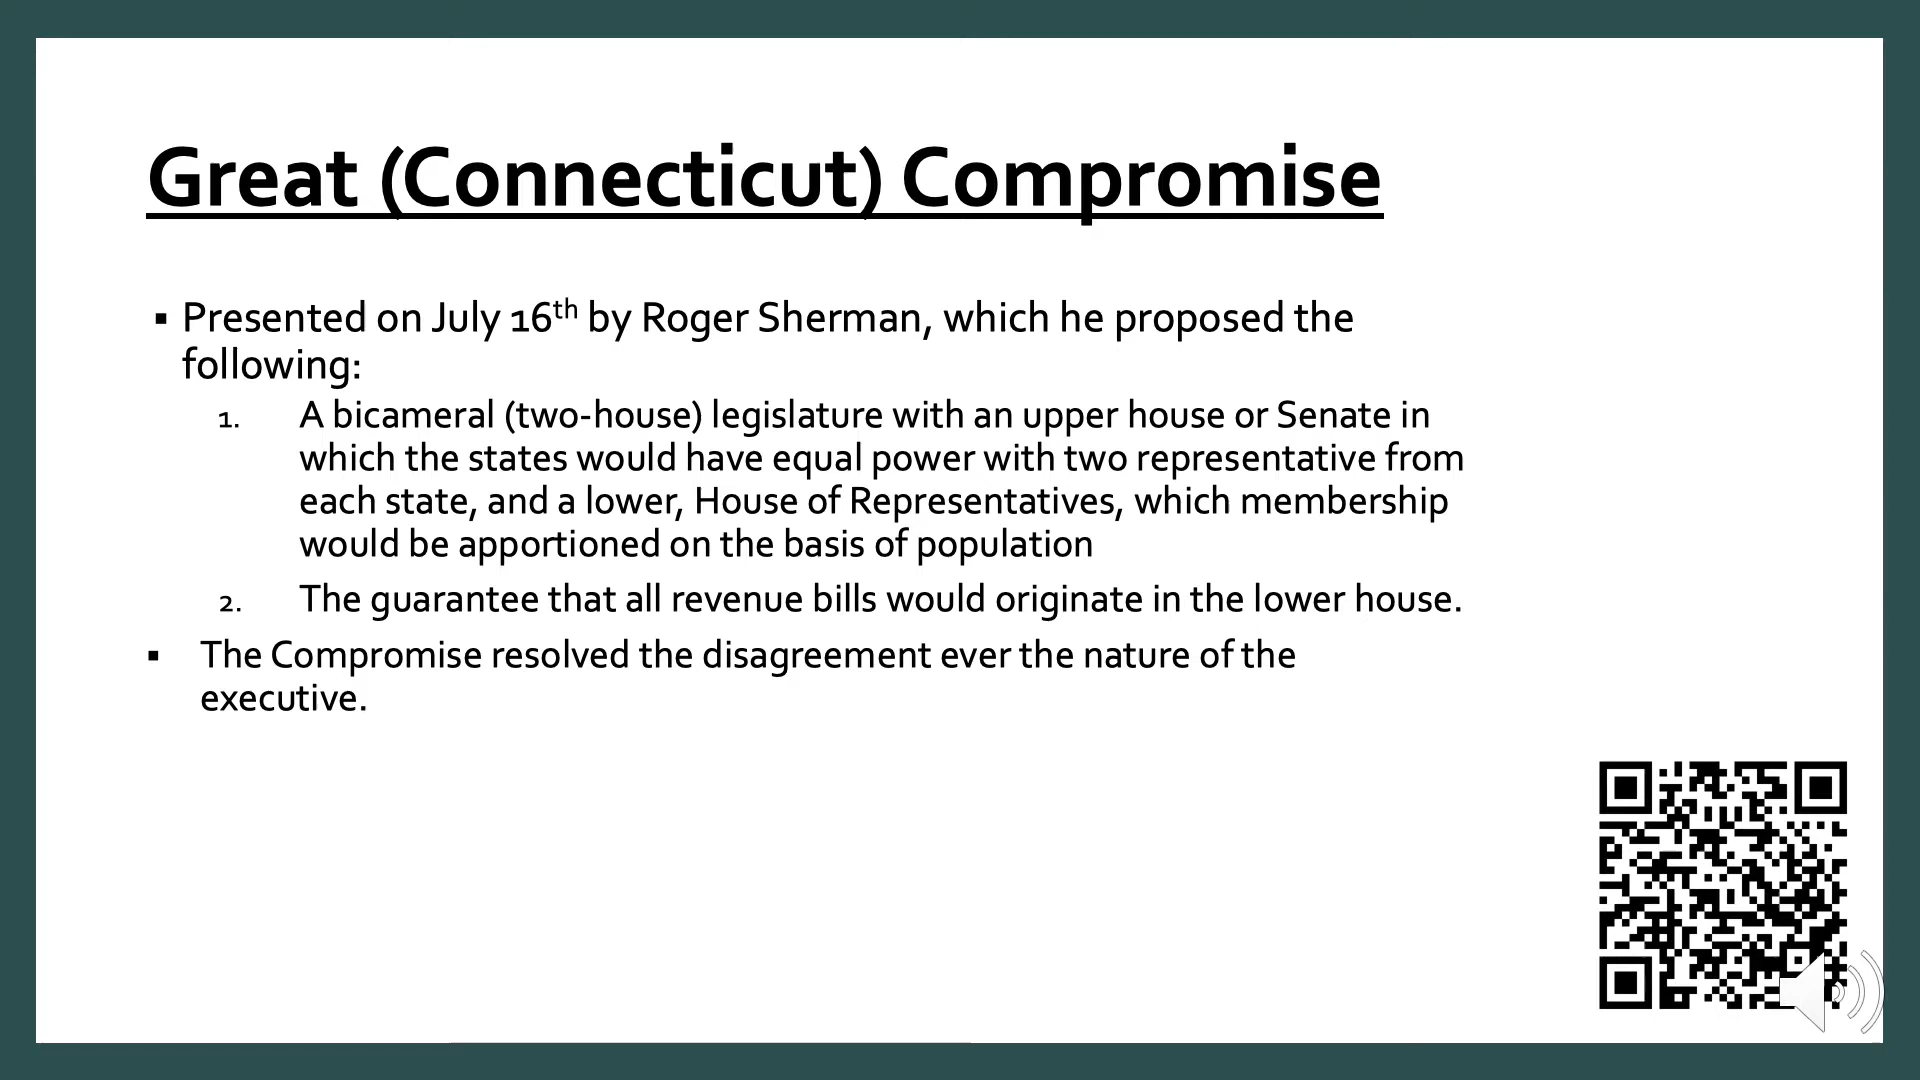 Great (Connecticut) Compromise
▪ Presented on July 16th by Roger Sherman, which he proposed the
following:
1. A bicameral (two-house) legislature with an upper house or Senate in
which the states would have equal power with two representative from
each state, and a lower, House of Representatives, which membership
would be apportioned on the basis of population
2. The guarantee that all revenue bills would originate in the lower house.
▪ The Compromise resolved the disagreement ever the nature of the
executive.